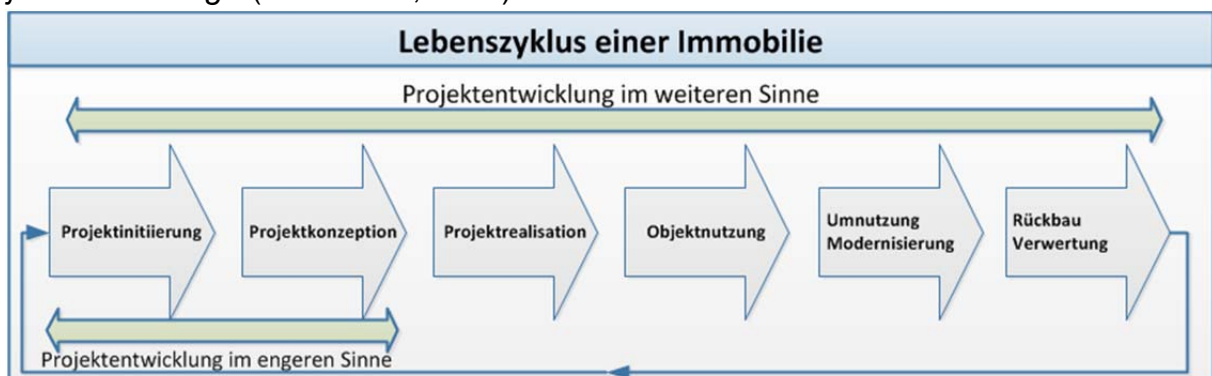 Lebenszyklus einer Immobilie
Projektentwicklung im weiteren Sinne
Projektinitiierung
Projektkonzeption
Projektrealisation
Objektnutzung
Umnutzung
Modernisierung
Rückbau
Verwertung
Projektentwicklung im engeren Sinne